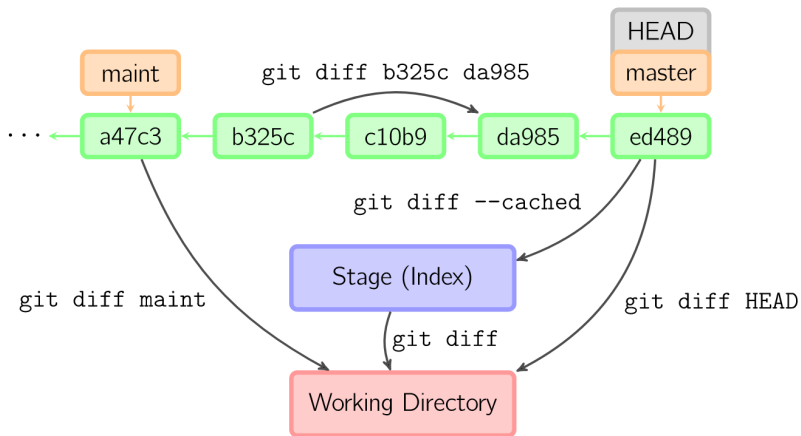 HEAD
maint
git diff b325c da985
master
...
a47c3
b325c
c10b9
da985
ed489
git diff --cached
Stage (Index)
git diff maint
git diff HEAD
git diff
Working Directory